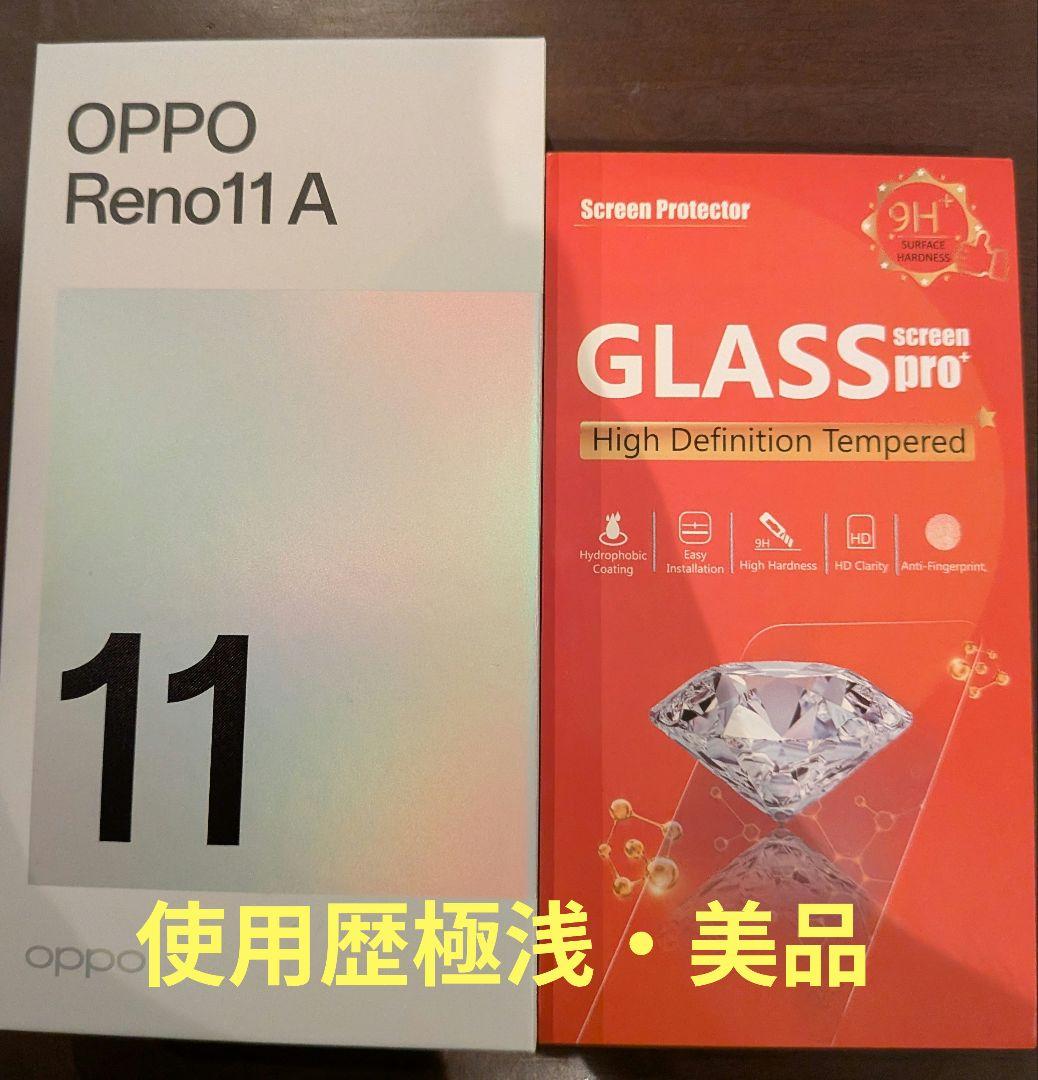 OPPO
Reno11 A
11
oppo
Screen Protector
9H+
SURFACE
HARDNESS
GLASS screen pro+
High Definition Tempered
Hydrophobic
Coating
Easy
Installation
9H
High Hardness
HD
HD Clarity
Anti-Fingerprint
使用歴極浅・美品